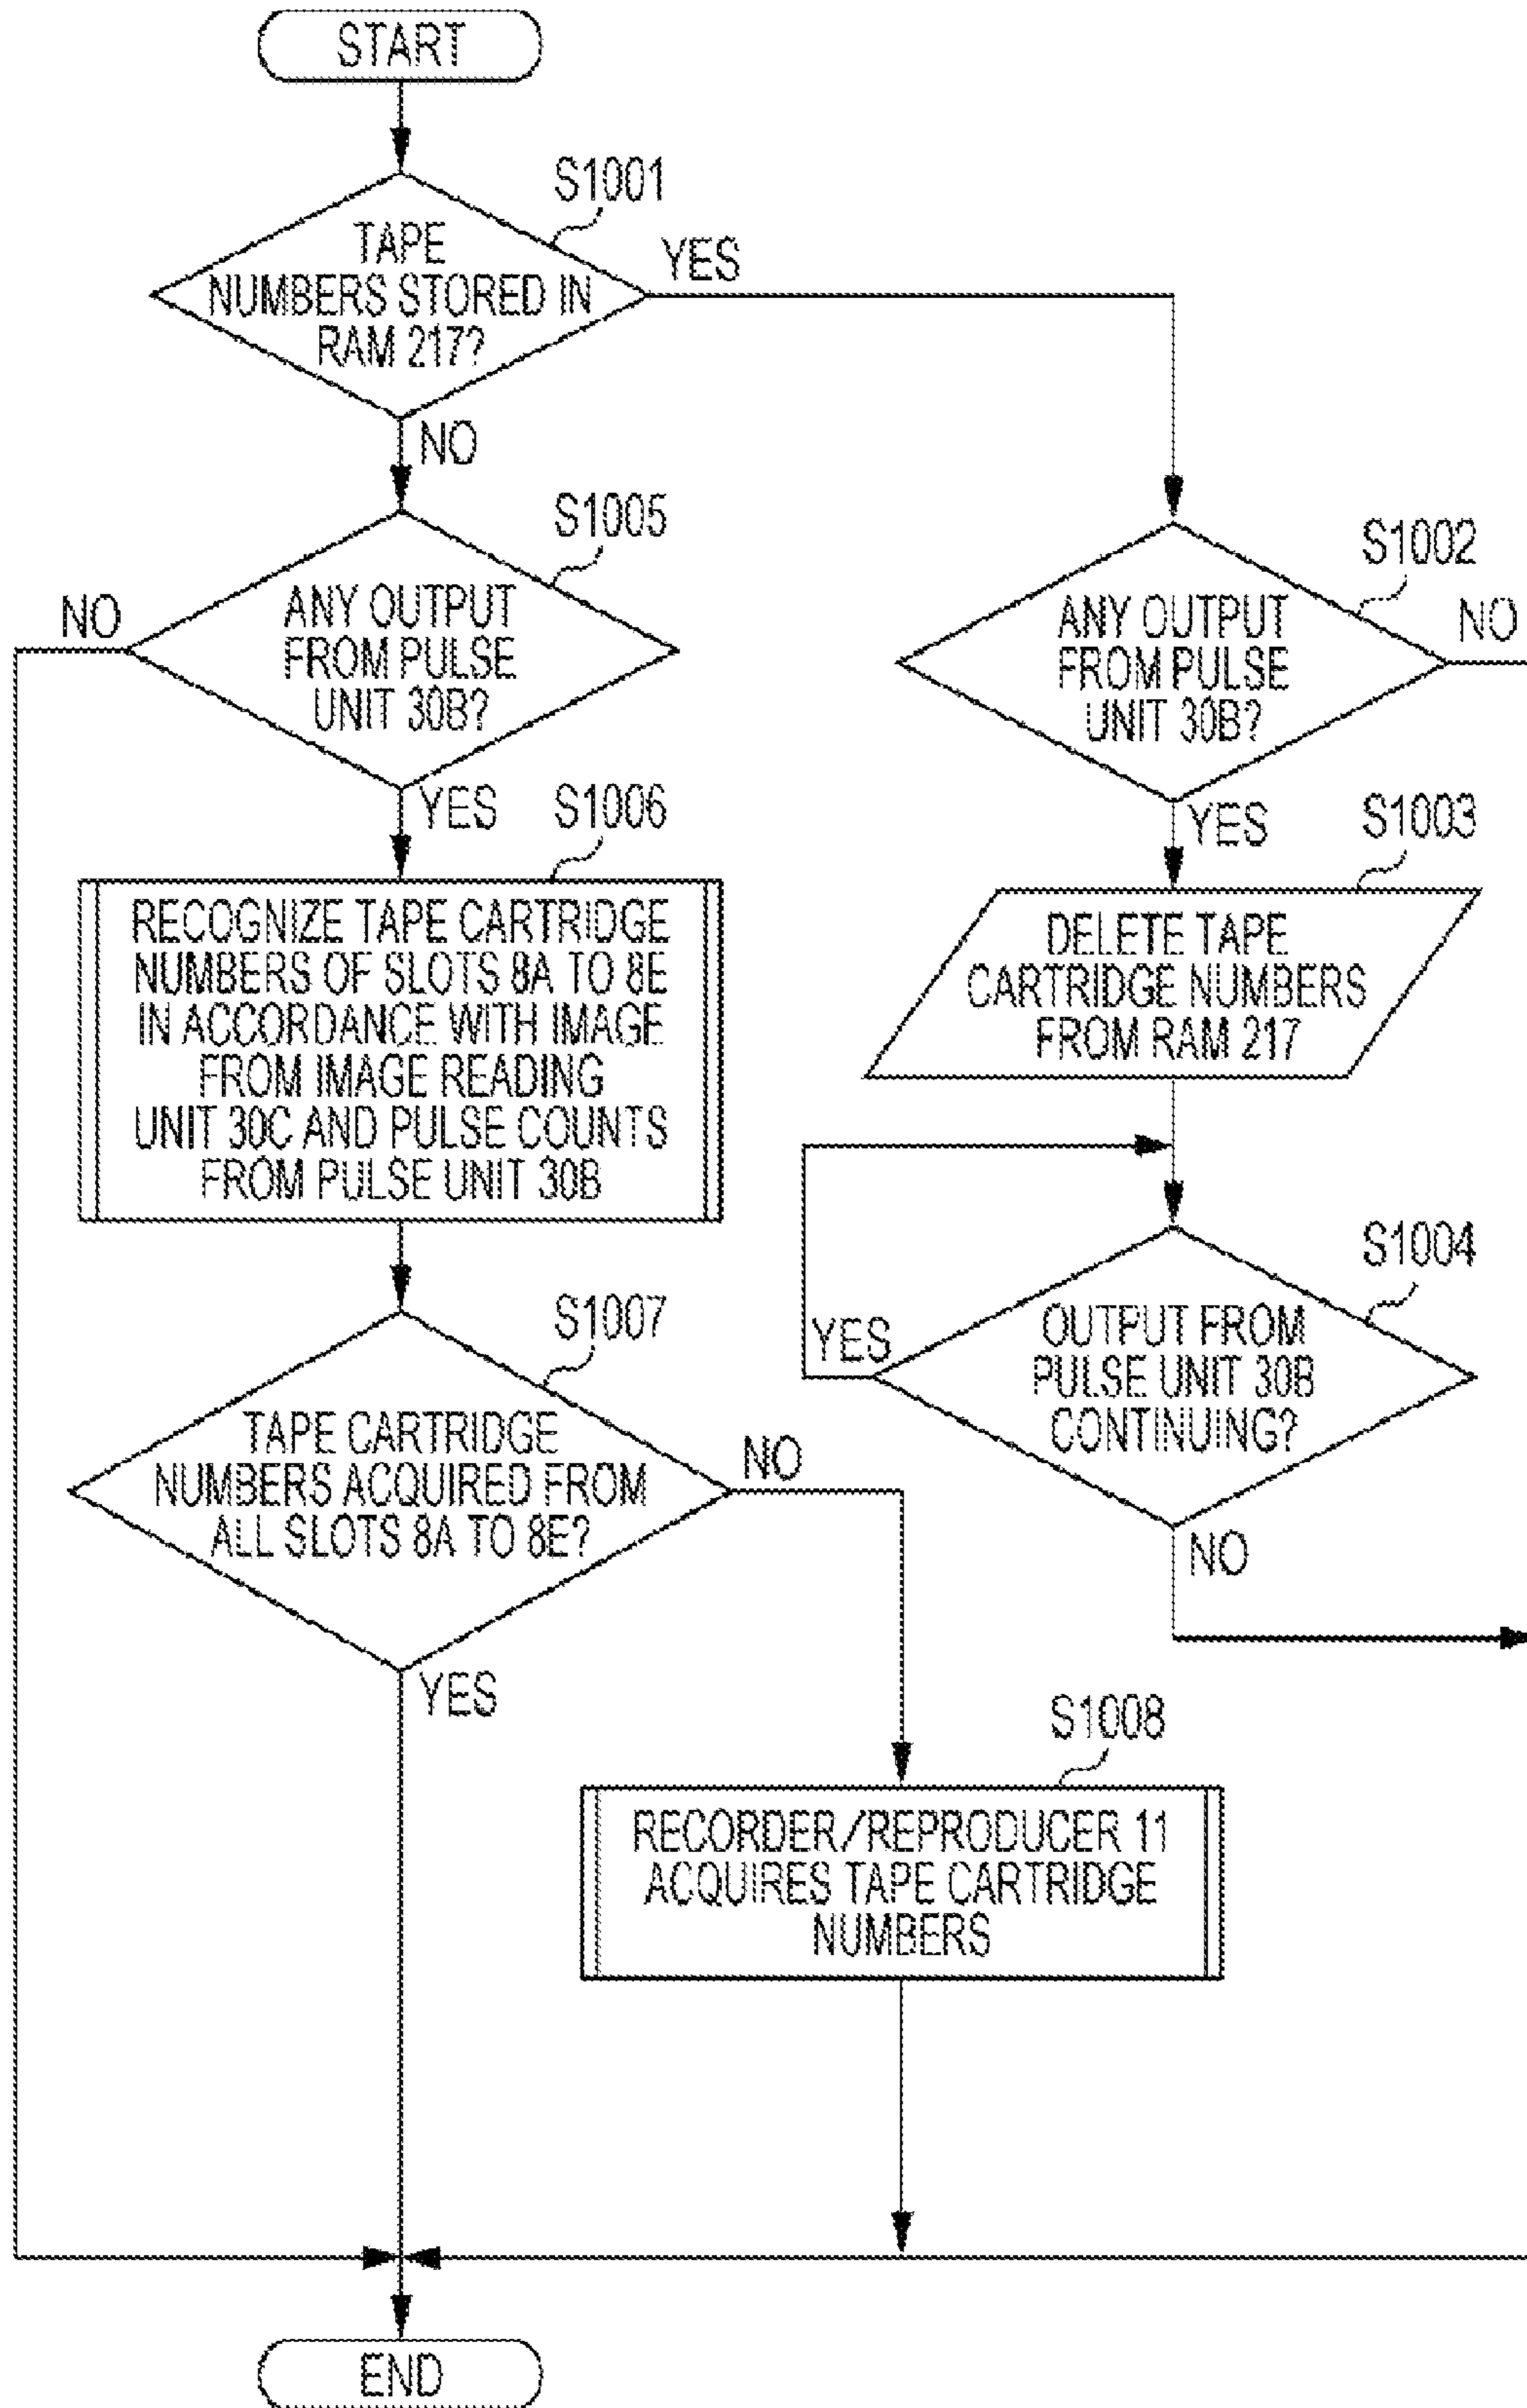 START
S1001
TAPE
NUMBERS STORED IN
RAM 217?
YES
NO
S1005
ANY OUTPUT
FROM PULSE
UNIT 30B?
NO
YES
S1002
ANY OUTPUT
FROM PULSE
UNIT 30B?
NO
YES
S1006
RECOGNIZE TAPE CARTRIDGE
NUMBERS OF SLOTS 8A TO 8E
IN ACCORDANCE WITH IMAGE
FROM IMAGE READING
UNIT 30C AND PULSE COUNTS
FROM PULSE UNIT 30B
S1003
DELETE TAPE
CARTRIDGE NUMBERS
FROM RAM 217
S1004
OUTPUT FROM
PULSE UNIT 30B
CONTINUING?
YES
NO
S1007
TAPE CARTRIDGE
NUMBERS ACQUIRED FROM
ALL SLOTS 8A TO 8E?
NO
YES
S1008
RECORDER/REPRODUCER 11
ACQUIRES TAPE CARTRIDGE
NUMBERS
END